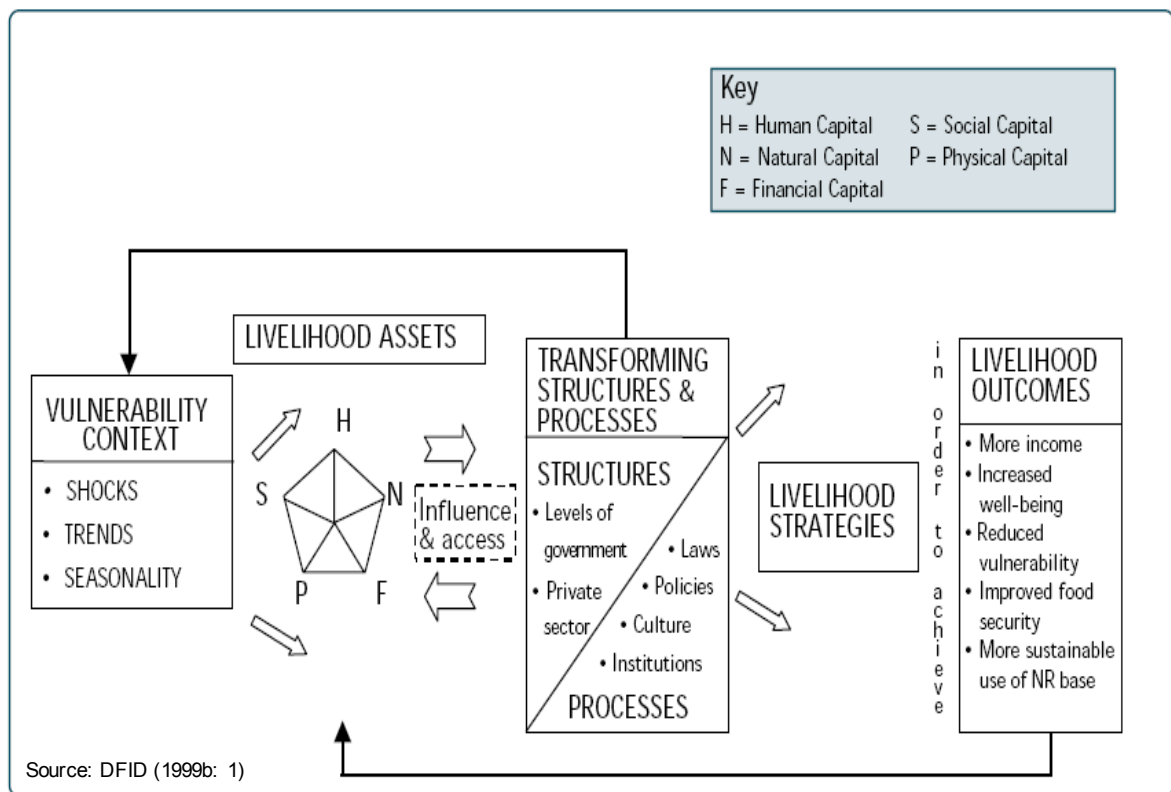 Key
H = Human Capital S = Social Capital
N = Natural Capital P = Physical Capital
F = Financial Capital
LIVELIHOOD ASSETS
VULNERABILITY
CONTEXT
• SHOCKS
• TRENDS
• SEASONALITY
H
S
N
P
F
Influence
& access
TRANSFORMING
STRUCTURES &
PROCESSES
STRUCTURES
• Levels of
government
• Private
sector
• Laws
• Policies
• Culture
• Institutions
PROCESSES
LIVELIHOOD
STRATEGIES
in order to achieve
LIVELIHOOD
OUTCOMES
• More income
• Increased
well-being
• Reduced
vulnerability
• Improved food
security
• More sustainable
use of NR base
Source: DFID (1999b: 1)